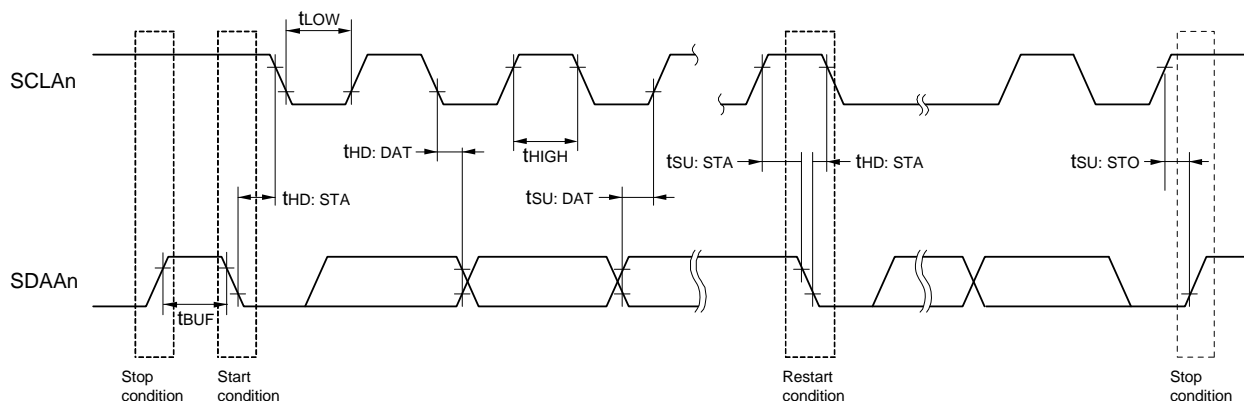 tLOW
SCLAn
tHD: DAT
tHIGH
tSU: STA
tHD: STA
tSU: STO
tHD: STA
tSU: DAT
SDAAn
tBUF
Stop
condition
Start
condition
Restart
condition
Stop
condition